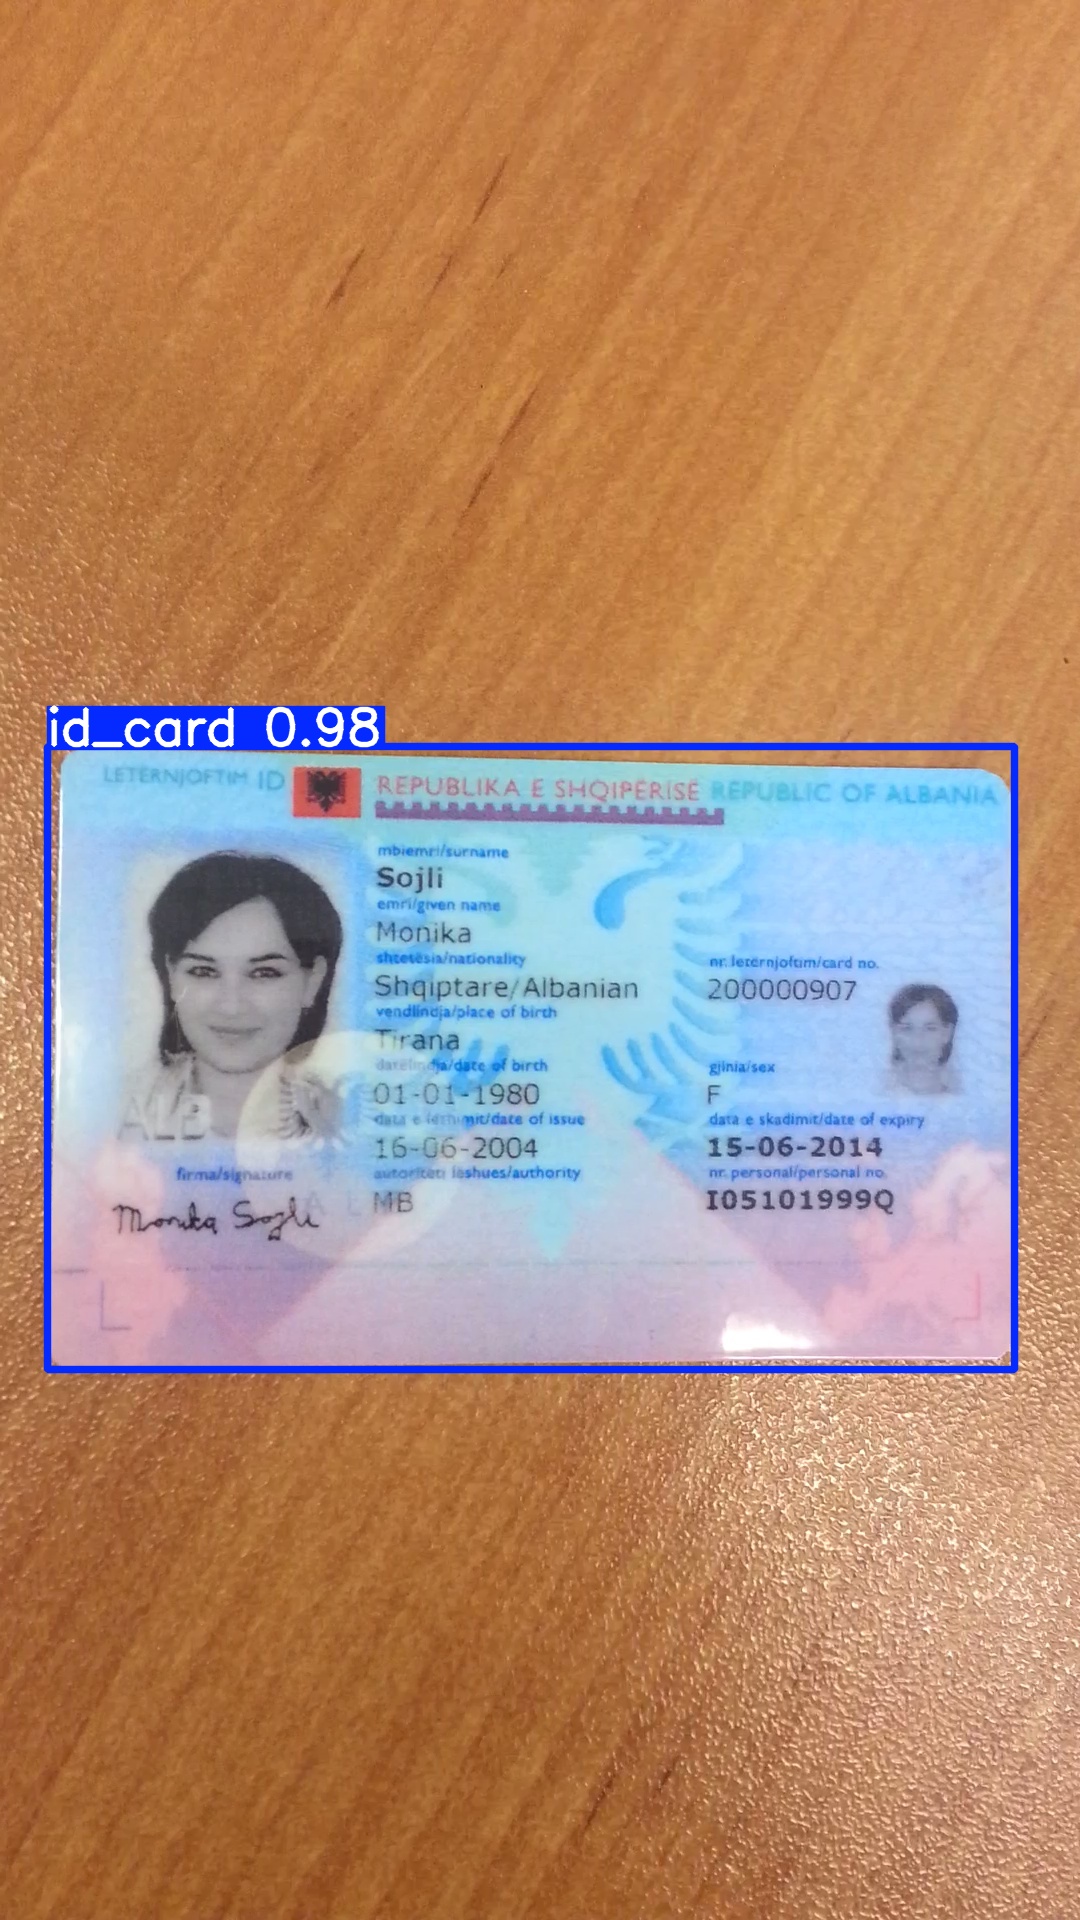 id_card 0.98
LETËRNJOFTIM ID REPUBLIKA E SHQIPËRISË REPUBLIC OF ALBANIA
mbiemri/surname
Sojli
emri/given name
Monika
shtetësia/nationality
Shqiptare/Albanian
nr. letërnjoftim/card no.
200000907
vendlindja/place of birth
Tirana
datëlindja/date of birth
01-01-1980
gjinia/sex
F
data e lëshimit/date of issue
16-06-2004
data e skadimit/date of expiry
15-06-2014
autoriteti lëshues/authority
MB
nr. personal/personal no.
I05101999Q
ALB
firma/signature
Monika Sojli